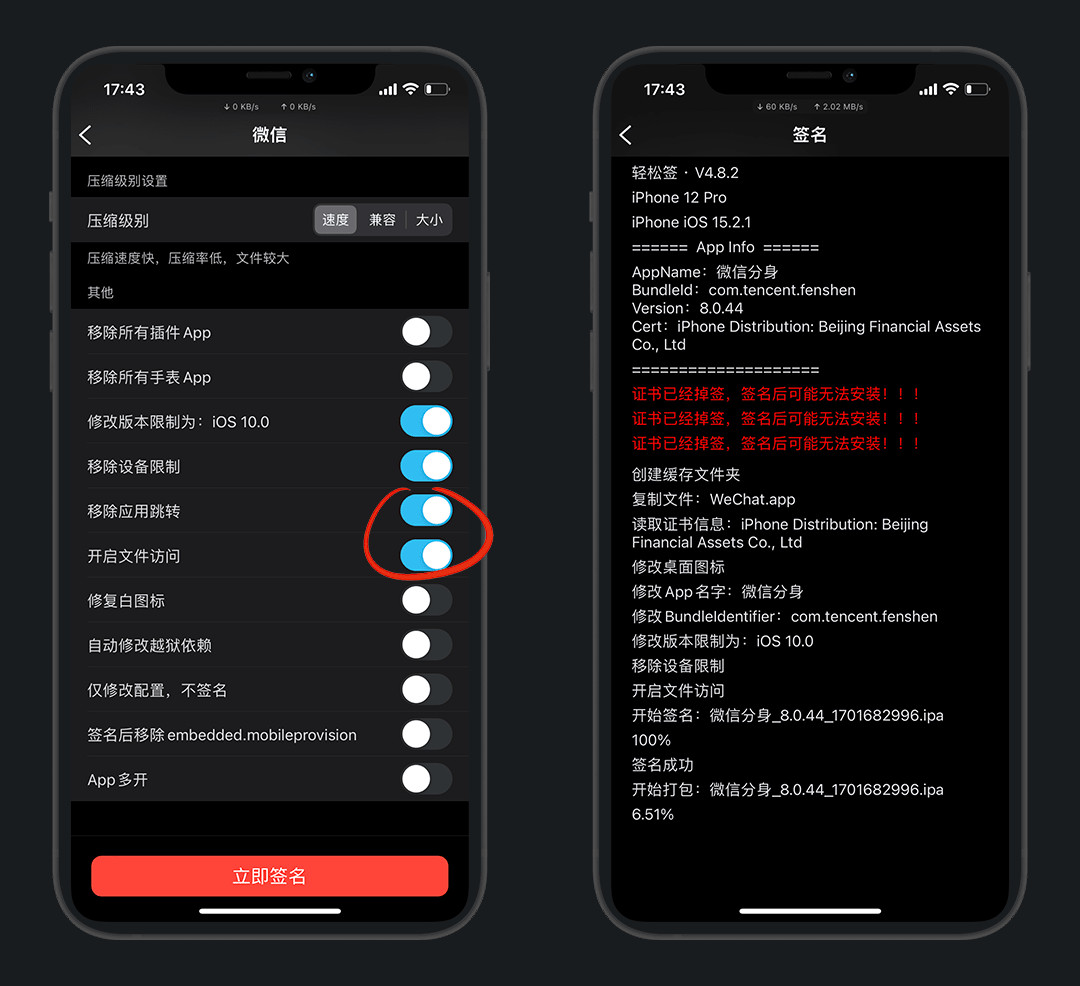 17:43
↓ 0 KB/s ↑ 0 KB/s
微信
压缩级别设置
压缩级别
速度 兼容 大小
压缩速度快，压缩率低，文件较大
其他
移除所有插件 App
移除所有手表 App
修改版本限制为：iOS 10.0
移除设备限制
移除应用跳转
开启文件访问
修复白图标
自动修改越狱依赖
仅修改配置，不签名
签名后移除 embedded.mobileprovision
App 多开
立即签名
17:43
↓ 60 KB/s ↑ 2.02 MB/s
签名
轻松签 · V4.8.2
iPhone 12 Pro
iPhone iOS 15.2.1
====== App Info ======
AppName：微信分身
BundleId：com.tencent.fenshen
Version：8.0.44
Cert：iPhone Distribution: Beijing Financial Assets
Co., Ltd
====================
证书已经掉签，签名后可能无法安装！！！
证书已经掉签，签名后可能无法安装！！！
证书已经掉签，签名后可能无法安装！！！
创建缓存文件夹
复制文件：WeChat.app
读取证书信息：iPhone Distribution: Beijing
Financial Assets Co., Ltd
修改桌面图标
修改 App 名字：微信分身
修改 BundleIdentifier：com.tencent.fenshen
修改版本限制为：iOS 10.0
移除设备限制
开启文件访问
开始签名：微信分身_8.0.44_1701682996.ipa
100%
签名成功
开始打包：微信分身_8.0.44_1701682996.ipa
6.51%